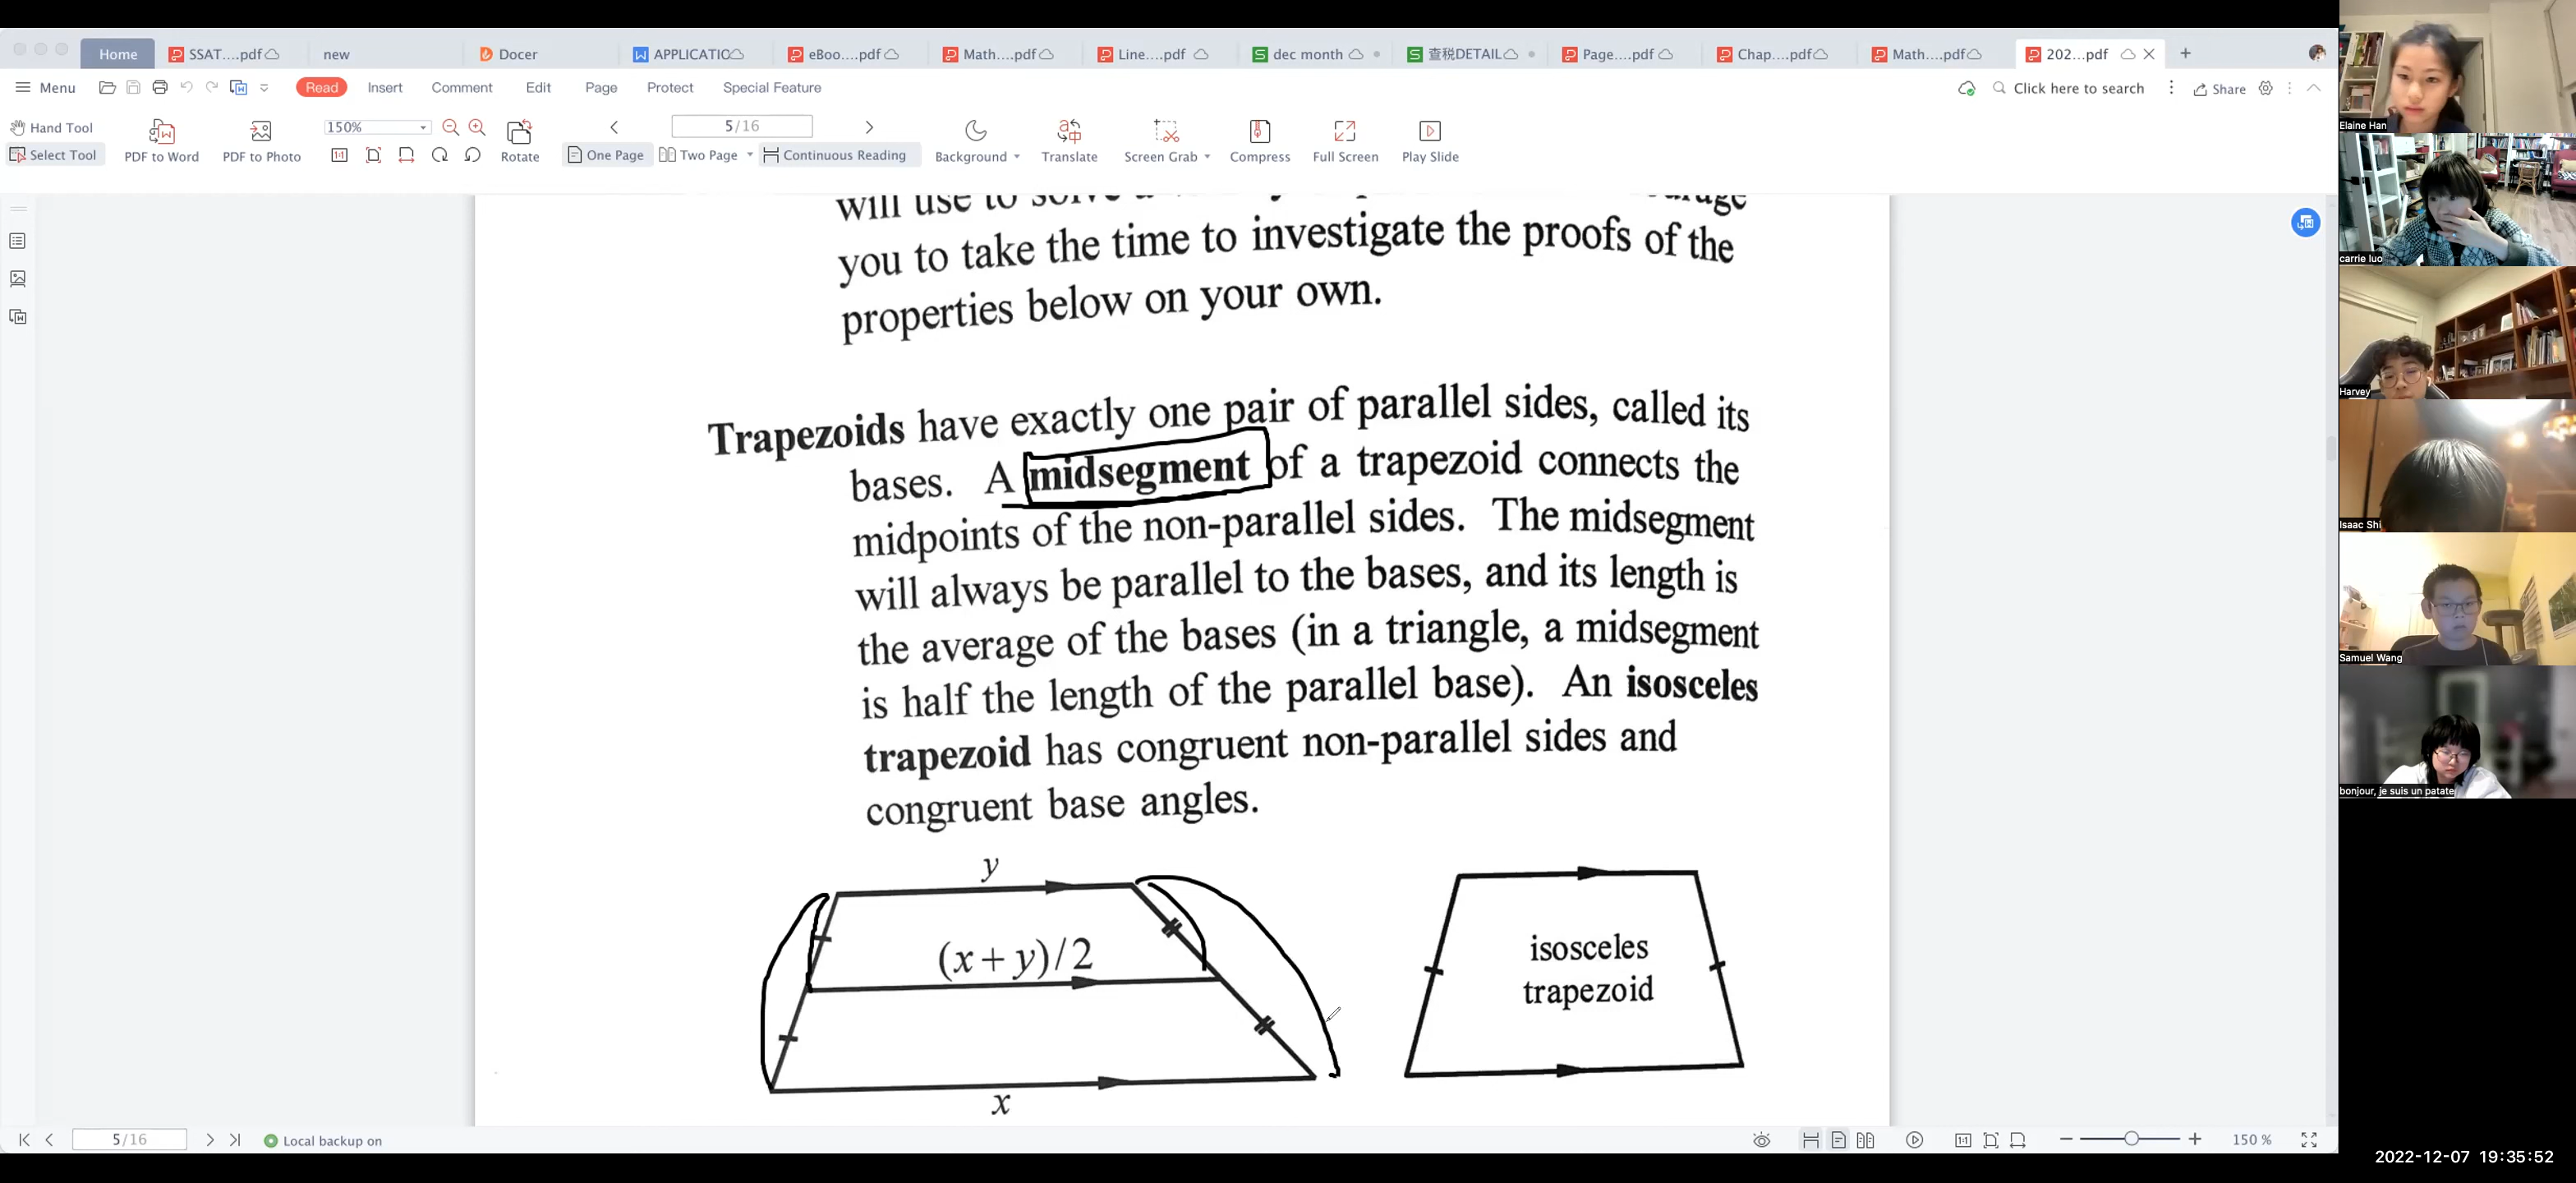 Home
SSAT....pdf
new
Docer
APPLICATIC
eBoo....pdf
Math....pdf
Line....pdf
dec month
查税DETAIL
Page....pdf
Chap....pdf
Math....pdf
202...pdf
Menu
Read
Insert
Comment
Edit
Page
Protect
Special Feature
Click here to search
Share
Hand Tool
Select Tool
PDF to Word
PDF to Photo
150%
Rotate
5/16
One Page
Two Page
Continuous Reading
Background
Translate
Screen Grab
Compress
Full Screen
Play Slide
will use to
you to take the time to investigate the proofs of the
properties below on your own.
Trapezoids have exactly one pair of parallel sides, called its
bases. A midsegment of a trapezoid connects the
midpoints of the non-parallel sides. The midsegment
will always be parallel to the bases, and its length is
the average of the bases (in a triangle, a midsegment
is half the length of the parallel base). An isosceles
trapezoid has congruent non-parallel sides and
congruent base angles.
y
(x+y)/2
x
isosceles
trapezoid
5/16
Local backup on
150 %
Elaine Han
carrie luo
Harvey
Isaac Shi
Samuel Wang
bonjour, je suis un patate
2022-12-07 19:35:52